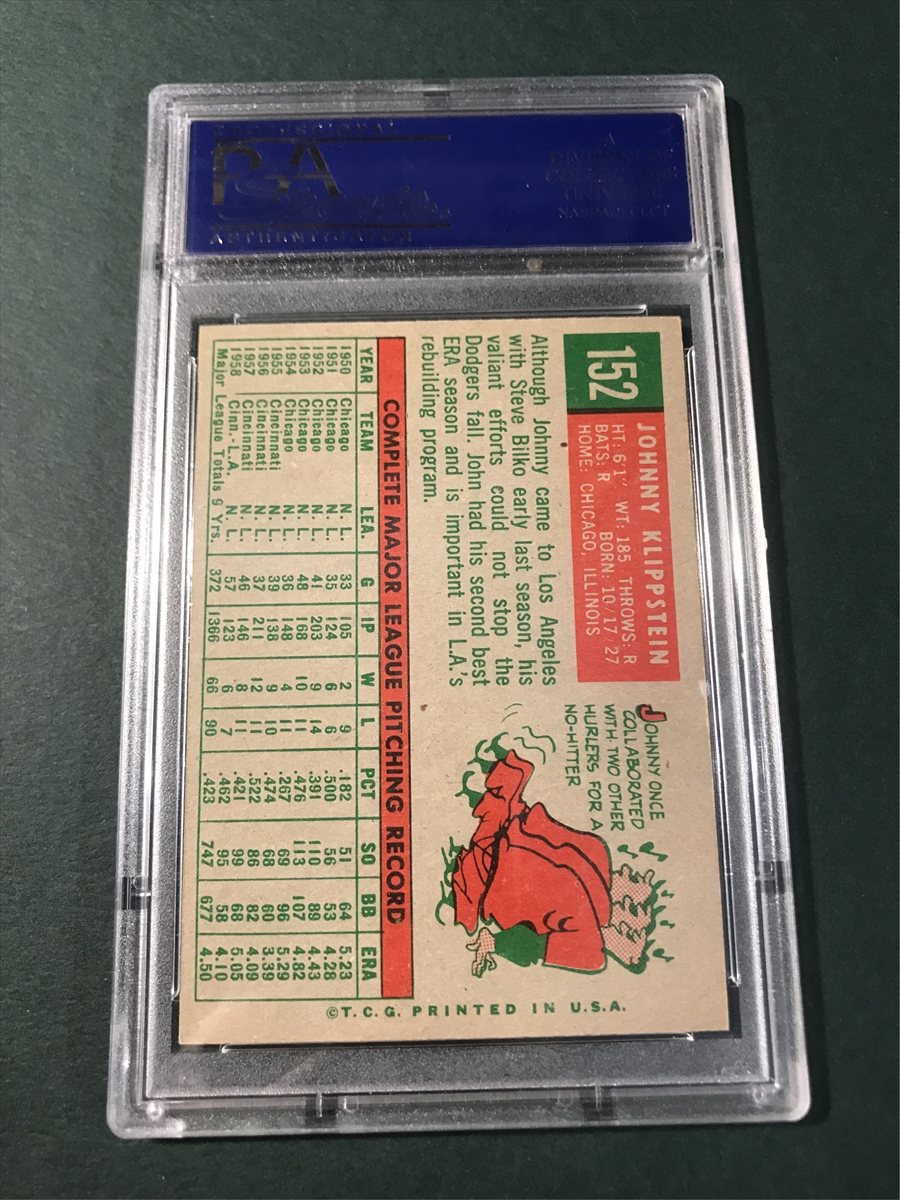 PROFESSIONAL
PSA
AUTHENTICATOR
A
DIVISION OF
COLLECTORS
UNIVERSE
NASDAQ: CLCT
152
JOHNNY KLIPPSTEIN
HT: 6'1" WT: 185 THROWS: R
BATS: R BORN: 10/17/27
HOME: CHICAGO, ILLINOIS
Although Johnny came to Los Angeles
with Steve Bilko early last season, his
valiant efforts could not stop the
Dodgers fall. John had his second best
ERA season and is important in L.A.'s
rebuilding program.
JOHNNY ONCE
COLLABORATED
WITH TWO OTHER
HURLERS FOR A
NO-HITTER
COMPLETE MAJOR LEAGUE PITCHING RECORD
YEAR TEAM LEA. G IP W L PCT SO BB ERA
1950 Chicago N. L. 33 105 2 9 .182 51 64 5.23
1951 Chicago N. L. 35 124 6 6 .500 56 53 4.28
1952 Chicago N. L. 41 203 9 14 .391 110 89 4.43
1953 Chicago N. L. 48 168 10 11 .476 113 107 4.82
1954 Chicago N. L. 36 148 4 11 .267 69 96 5.29
1955 Cincinnati N. L. 39 138 9 10 .474 68 60 3.39
1956 Cincinnati N. L. 37 211 12 11 .522 86 82 4.09
1957 Cincinnati N. L. 46 146 8 11 .421 99 68 5.05
1958 Cinn.-L.A. N. L. 57 123 6 7 .462 95 58 4.10
Major League Totals 9 Yrs. 372 1366 66 90 .423 747 677 4.50
©T.C.G. PRINTED IN U.S.A.